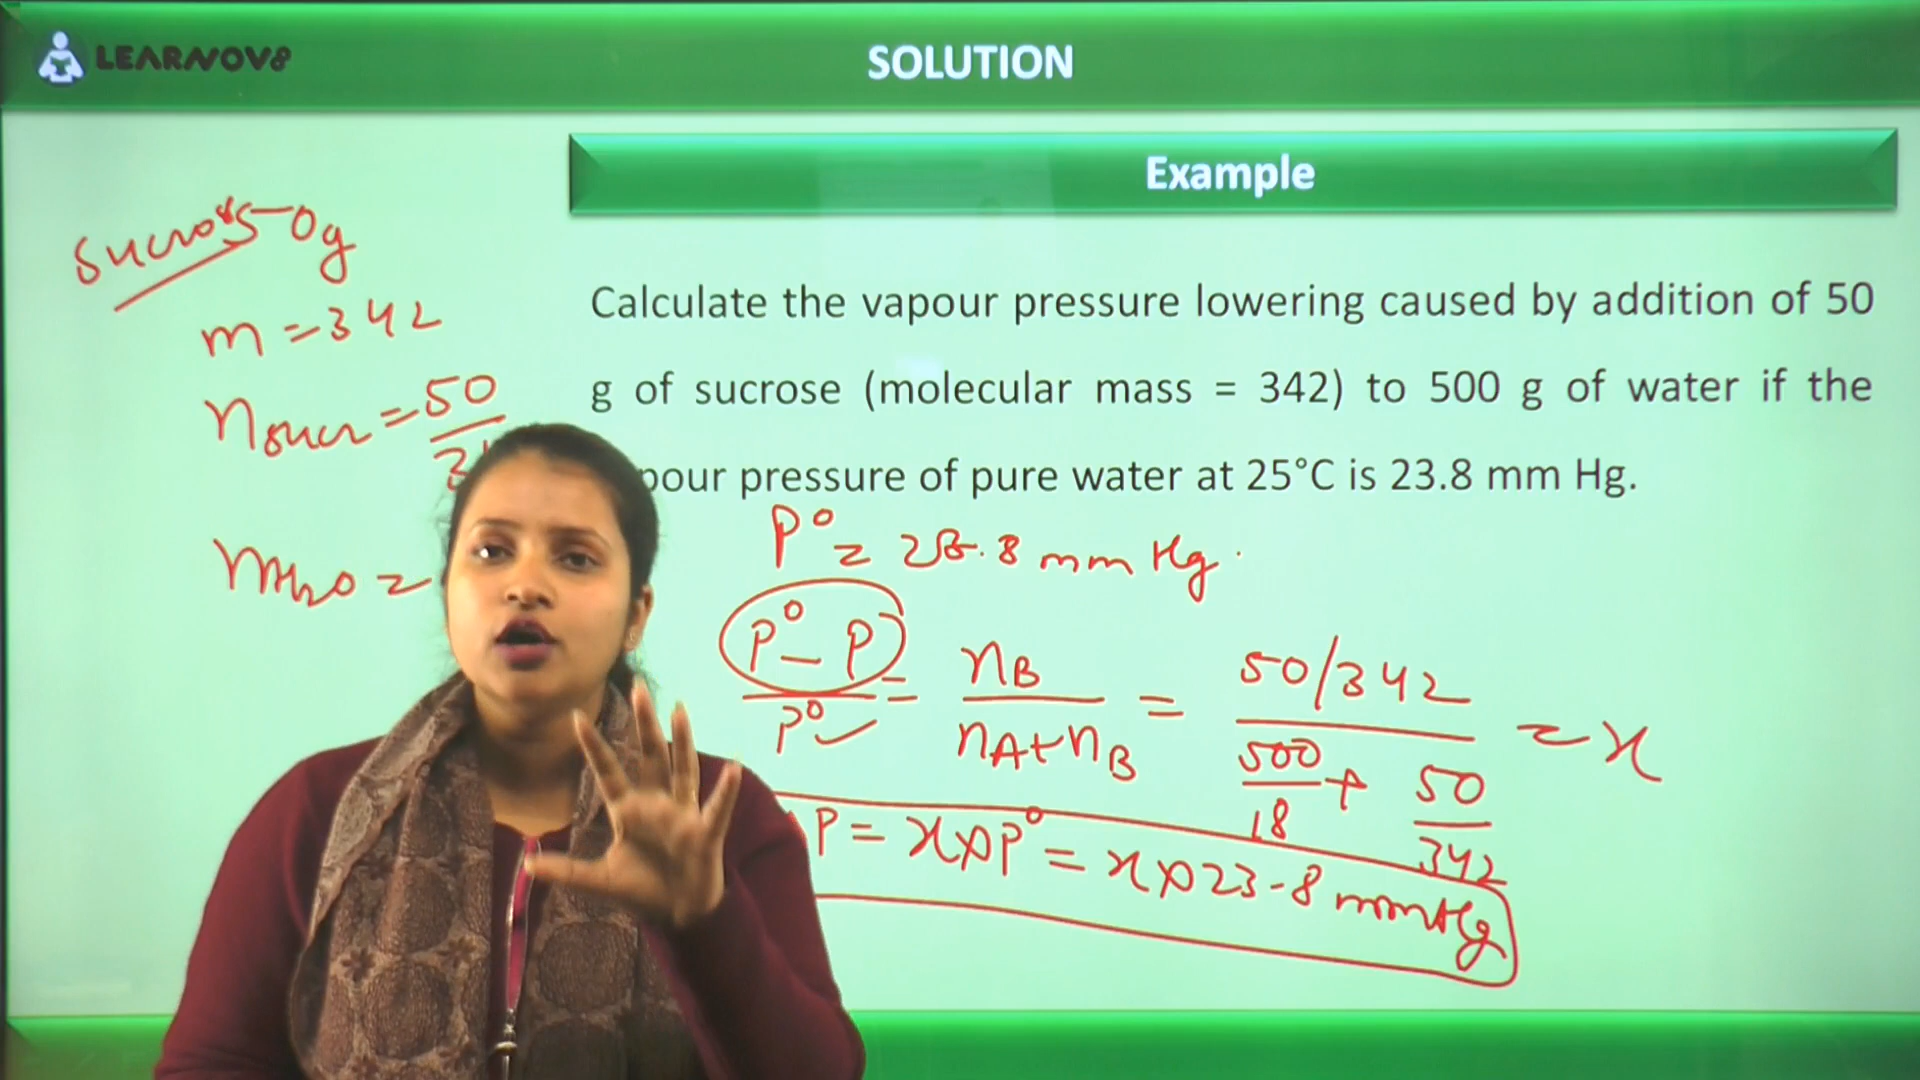 LEARNOV8
SOLUTION
Example
Calculate the vapour pressure lowering caused by addition of 50
g of sucrose (molecular mass = 342) to 500 g of water if the
pour pressure of pure water at 25°C is 23.8 mm Hg.
50g
m = 342
n = 50
P° = 23.8 mm Hg.
P° - P / P° = nB / nA + nB = 50/342 / 500/18 + 50/342 = x
P = x × P° = x × 23-8 mmHg